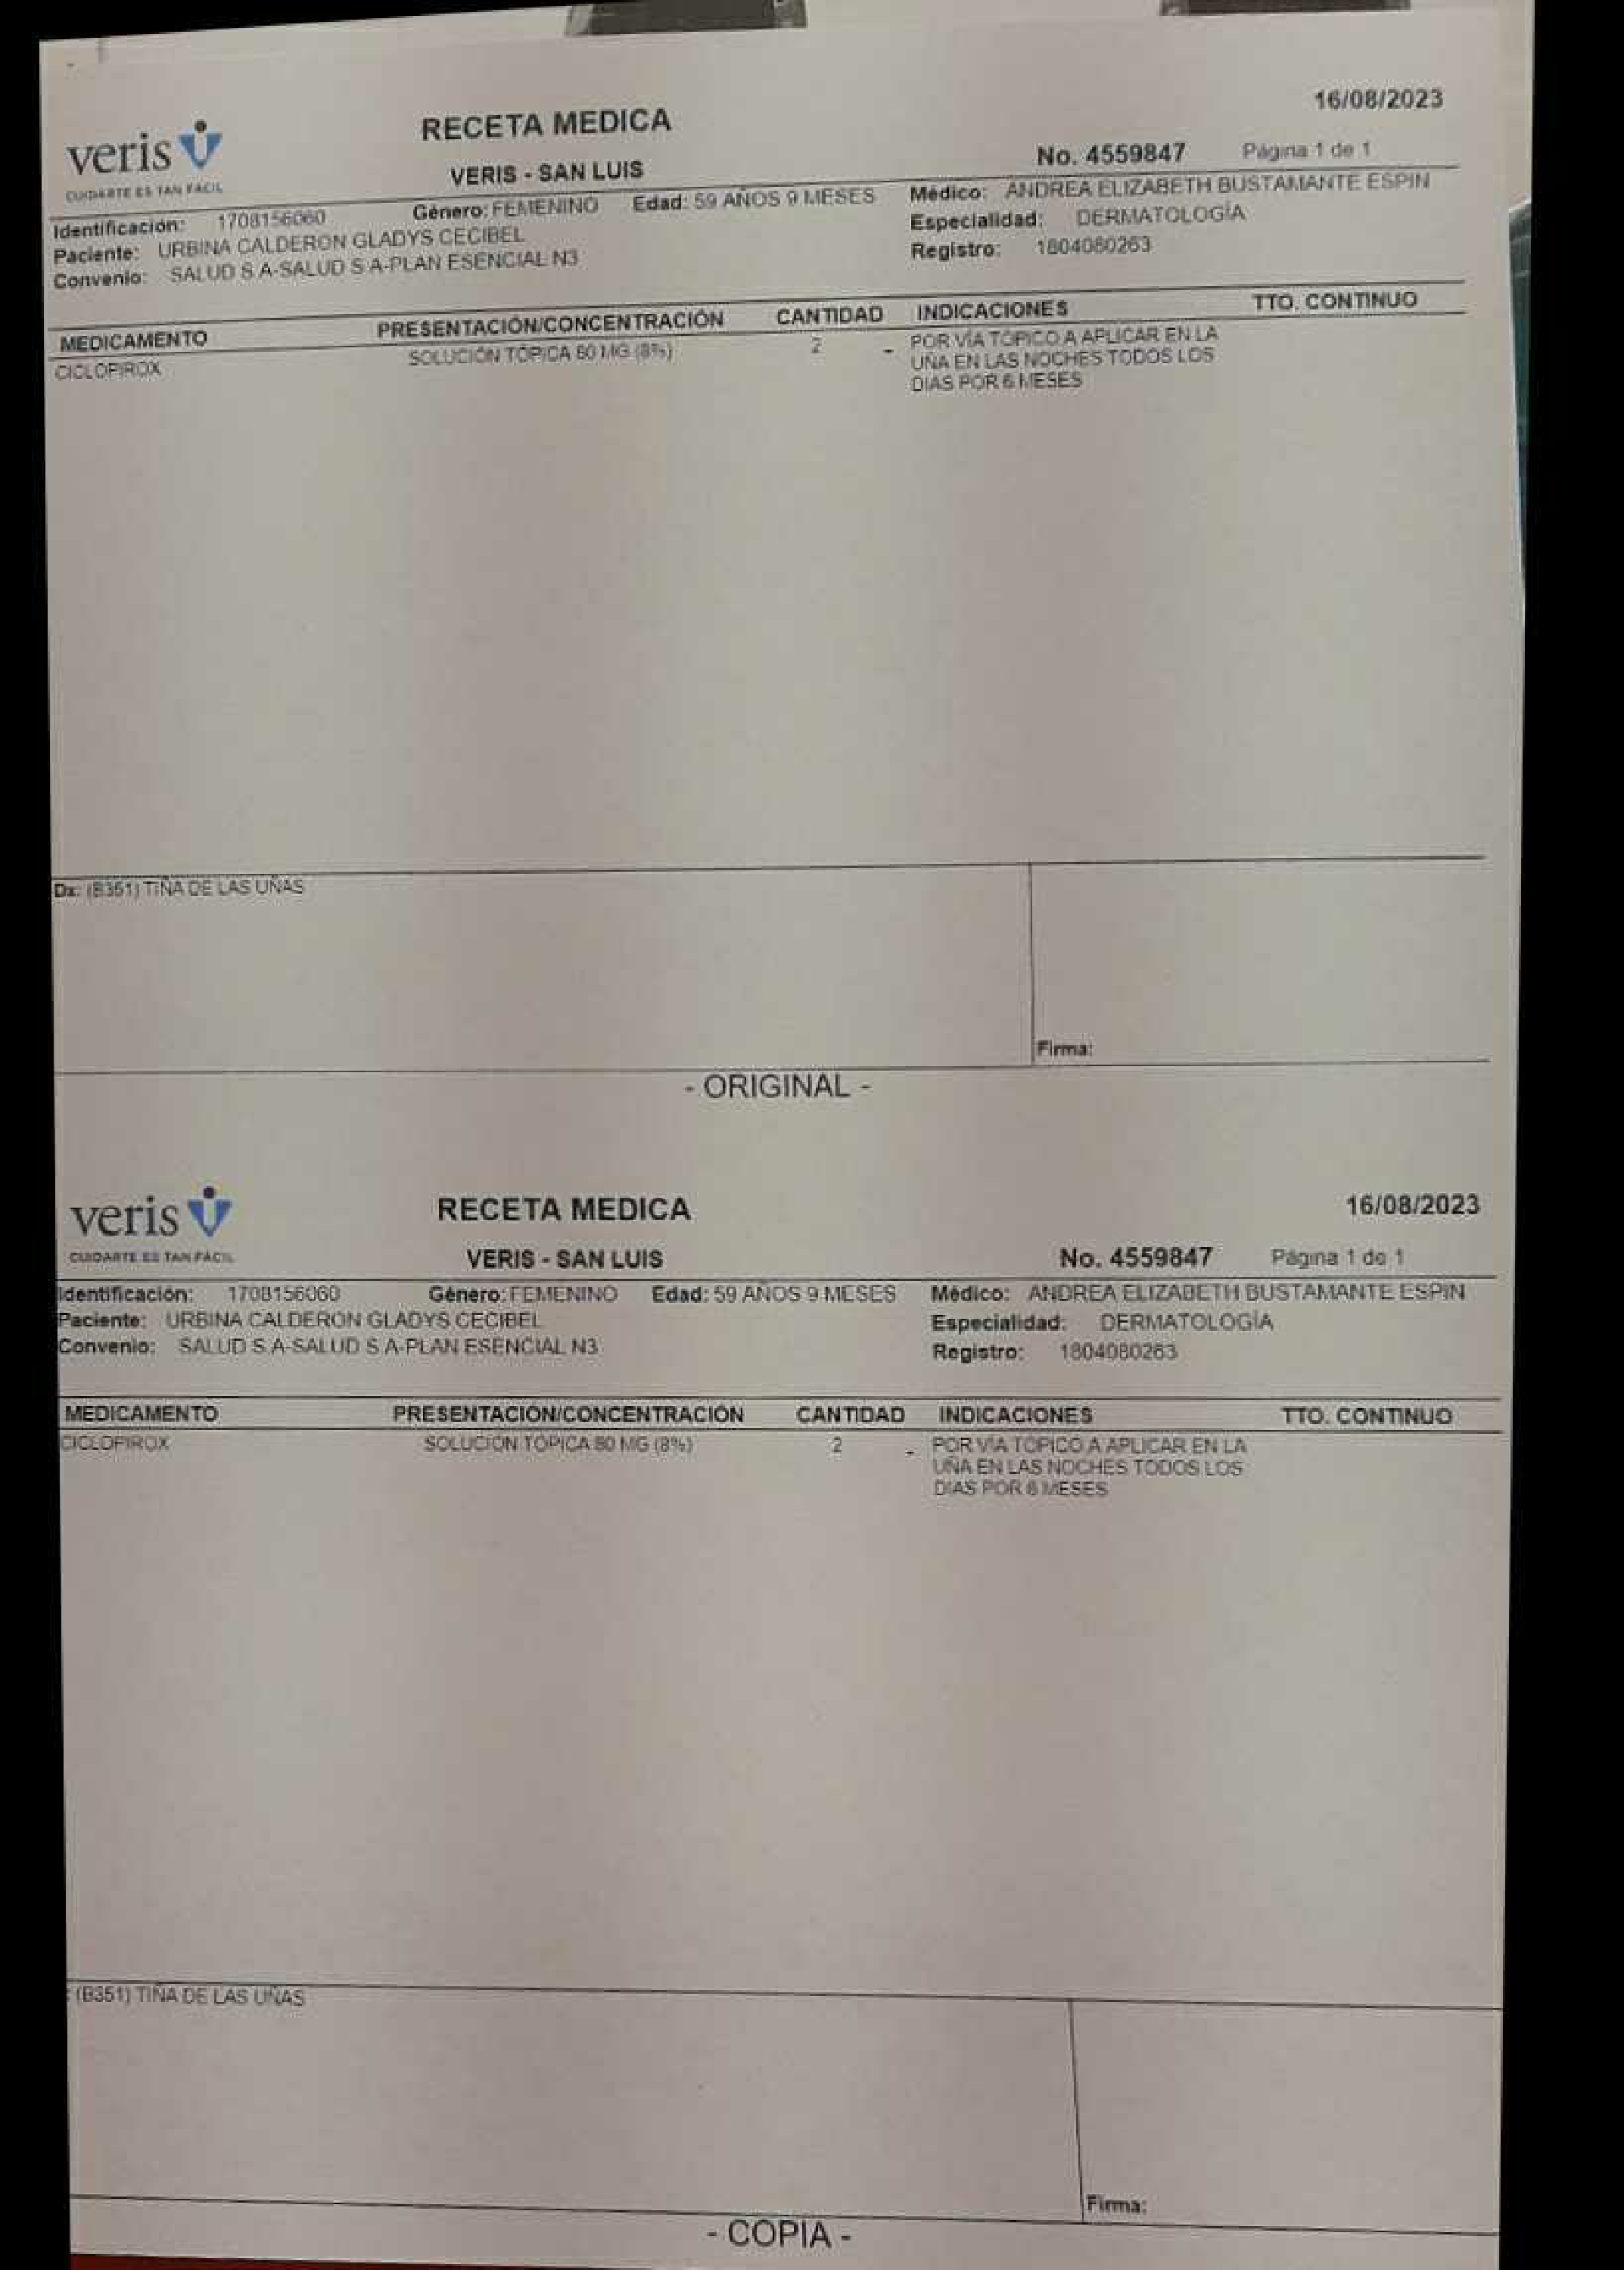 16/08/2023
veris
CUIDARTE ES TAN FÁCIL
RECETA MEDICA
VERIS - SAN LUIS
No. 4559847 Página 1 de 1
Identificación: 1708156060 Género: FEMENINO Edad: 59 AÑOS 9 MESES Médico: ANDREA ELIZABETH BUSTAMANTE ESPIN
Paciente: URBINA CALDERON GLADYS CECIBEL Especialidad: DERMATOLOGÍA
Convenio: SALUD S.A-SALUD S.A-PLAN ESENCIAL N3 Registro: 1804080263
MEDICAMENTO PRESENTACIÓN/CONCENTRACIÓN CANTIDAD INDICACIONES TTO. CONTINUO
CICLOPIROX SOLUCIÓN TÓPICA 80 MG (8%) 2 - POR VÍA TÓPICO A APLICAR EN LA
UÑA EN LAS NOCHES TODOS LOS
DIAS POR 6 MESES
Dx: (B351) TIÑA DE LAS UÑAS
Firma:
- ORIGINAL -
veris
CUIDARTE ES TAN FÁCIL
RECETA MEDICA
16/08/2023
VERIS - SAN LUIS
No. 4559847 Página 1 de 1
Identificación: 1708156060 Género: FEMENINO Edad: 59 AÑOS 9 MESES Médico: ANDREA ELIZABETH BUSTAMANTE ESPIN
Paciente: URBINA CALDERON GLADYS CECIBEL Especialidad: DERMATOLOGÍA
Convenio: SALUD S.A-SALUD S.A-PLAN ESENCIAL N3 Registro: 1804080263
MEDICAMENTO PRESENTACIÓN/CONCENTRACIÓN CANTIDAD INDICACIONES TTO. CONTINUO
CICLOPIROX SOLUCIÓN TÓPICA 80 MG (8%) 2 - POR VÍA TÓPICO A APLICAR EN LA
UÑA EN LAS NOCHES TODOS LOS
DIAS POR 6 MESES
: (B351) TIÑA DE LAS UÑAS
Firma:
- COPIA -